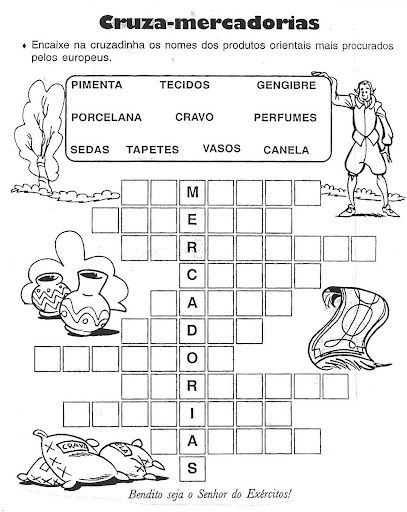 Cruza-mercadorias
♦ Encaixe na cruzadinha os nomes dos produtos orientais mais procurados
pelos europeus.
PIMENTA TECIDOS GENGIBRE
PORCELANA CRAVO PERFUMES
SEDAS TAPETES VASOS CANELA
M
E
R
C
A
D
O
R
I
A
S
CRAVO
Bendito seja o Senhor do Exércitos!